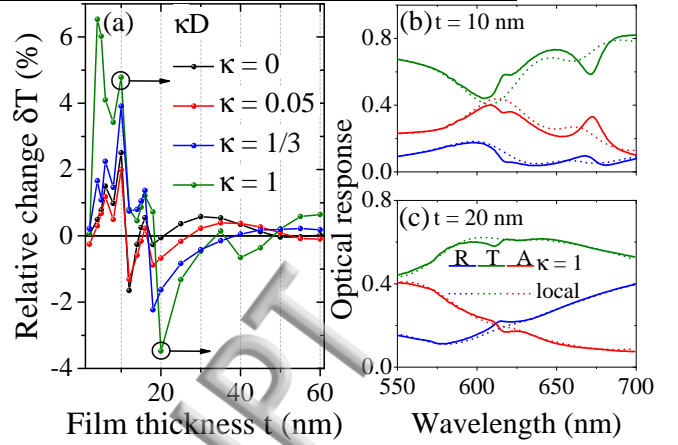 (a)
κD
κ = 0
κ = 0.05
κ = 1/3
κ = 1
Relative change δT (%)
6
4
2
0
-2
-4
20
40
60
Film thickness t (nm)
(b) t = 10 nm
0.8
0.4
0.0
Optical response
(c) t = 20 nm
R T A κ = 1
local
0.8
0.4
0.0
550
600
650
700
Wavelength (nm)
IPT